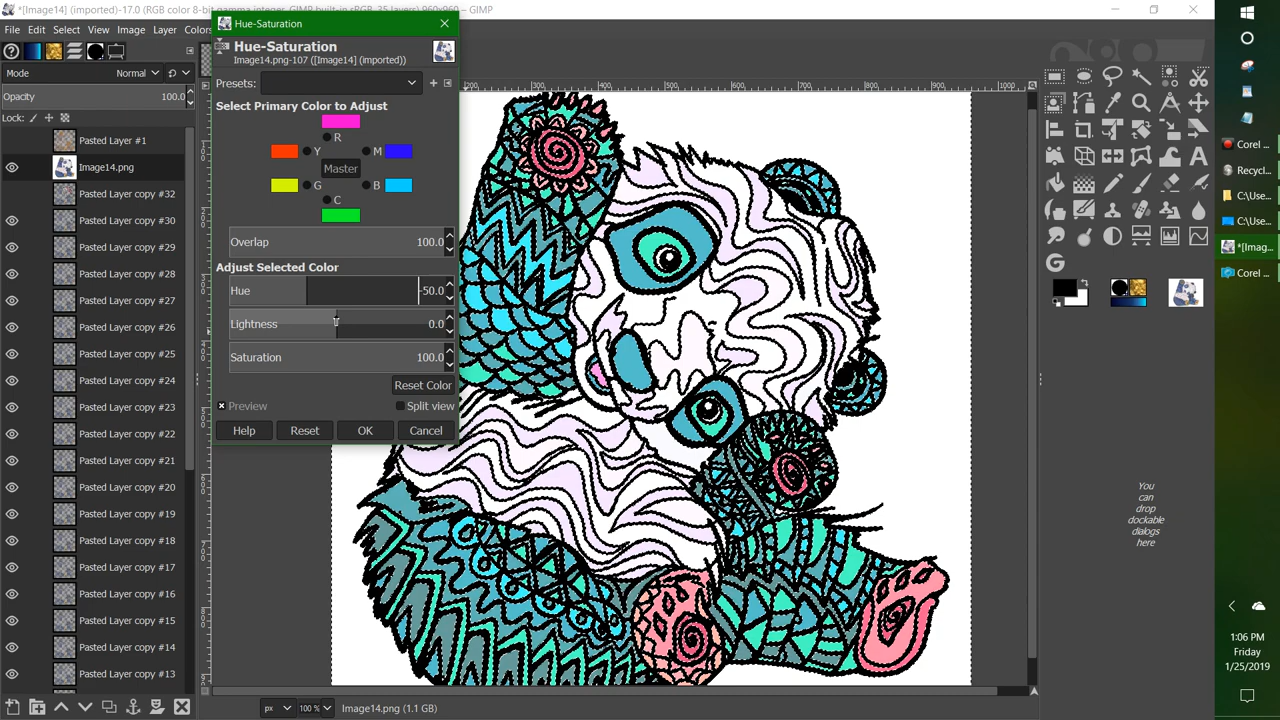 *[Image14] (imported)-17.0 (RGB color 8-bit gamma integer, GIMP built-in sRGB, 35 layers) 960x960 – GIMP
File Edit Select View Image Layer Colors
Hue-Saturation
Hue-Saturation
Image14.png-107 ([Image14] (imported))
Mode Normal
Opacity 100.0
Lock:
Presets:
Select Primary Color to Adjust
R
Y M
Master
G B
C
Overlap 100.0
Adjust Selected Color
Hue -50.0
Lightness 0.0
Saturation 100.0
Reset Color
Preview Split view
Help Reset OK Cancel
Pasted Layer #1
Image14.png
Pasted Layer copy #32
Pasted Layer copy #30
Pasted Layer copy #29
Pasted Layer copy #28
Pasted Layer copy #27
Pasted Layer copy #26
Pasted Layer copy #25
Pasted Layer copy #24
Pasted Layer copy #23
Pasted Layer copy #22
Pasted Layer copy #21
Pasted Layer copy #20
Pasted Layer copy #19
Pasted Layer copy #18
Pasted Layer copy #17
Pasted Layer copy #16
Pasted Layer copy #15
Pasted Layer copy #14
Pasted Layer copy #13
px 100 % Image14.png (1.1 GB)
You
can
drop
dockable
dialogs
here
Corel ...
Recycl...
C:\Use...
C:\Use...
*[Imag...
Corel ...
1:06 PM
Friday
1/25/2019